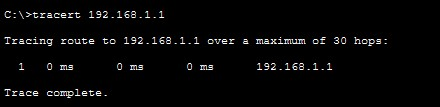 C:\>tracert 192.168.1.1
Tracing route to 192.168.1.1 over a maximum of 30 hops:
1 0 ms 0 ms 0 ms 192.168.1.1
Trace complete.